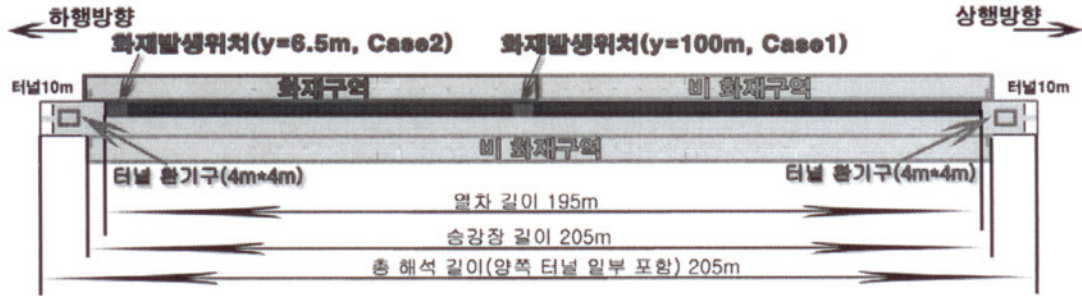 하행방향 상행방향
화재발생위치(y=6.5m, Case2) 화재발생위치(y=100m, Case1)
터널10m 화재구역 비 화재구역 터널10m
비 화재구역
터널 환기구(4m*4m) 터널 환기구(4m*4m)
열차 길이 195m
승강장 길이 205m
총 해석 길이(양쪽 터널 일부 포함) 205m